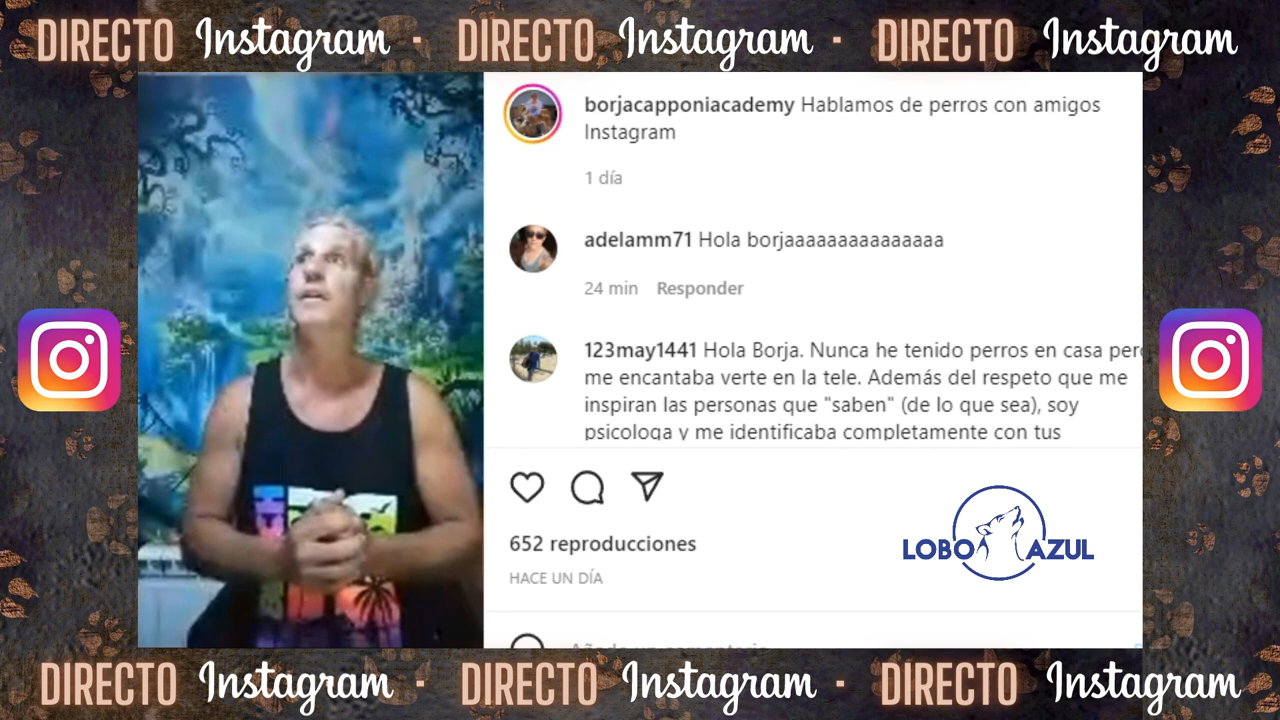 DIRECTO Instagram · DIRECTO Instagram · DIRECTO Instagram
borjacapponiacademy Hablamos de perros con amigos
Instagram
1 día
adelamm71 Hola borjaaaaaaaaaaaaaaa
24 min Responder
123may1441 Hola Borja. Nunca he tenido perros en casa pero
me encantaba verte en la tele. Además del respeto que me
inspiran las personas que "saben" (de lo que sea), soy
psicologa y me identificaba completamente con tus
652 reproducciones
LOBO AZUL
HACE UN DÍA
DIRECTO Instagram · DIRECTO Instagram · DIRECTO Instagram